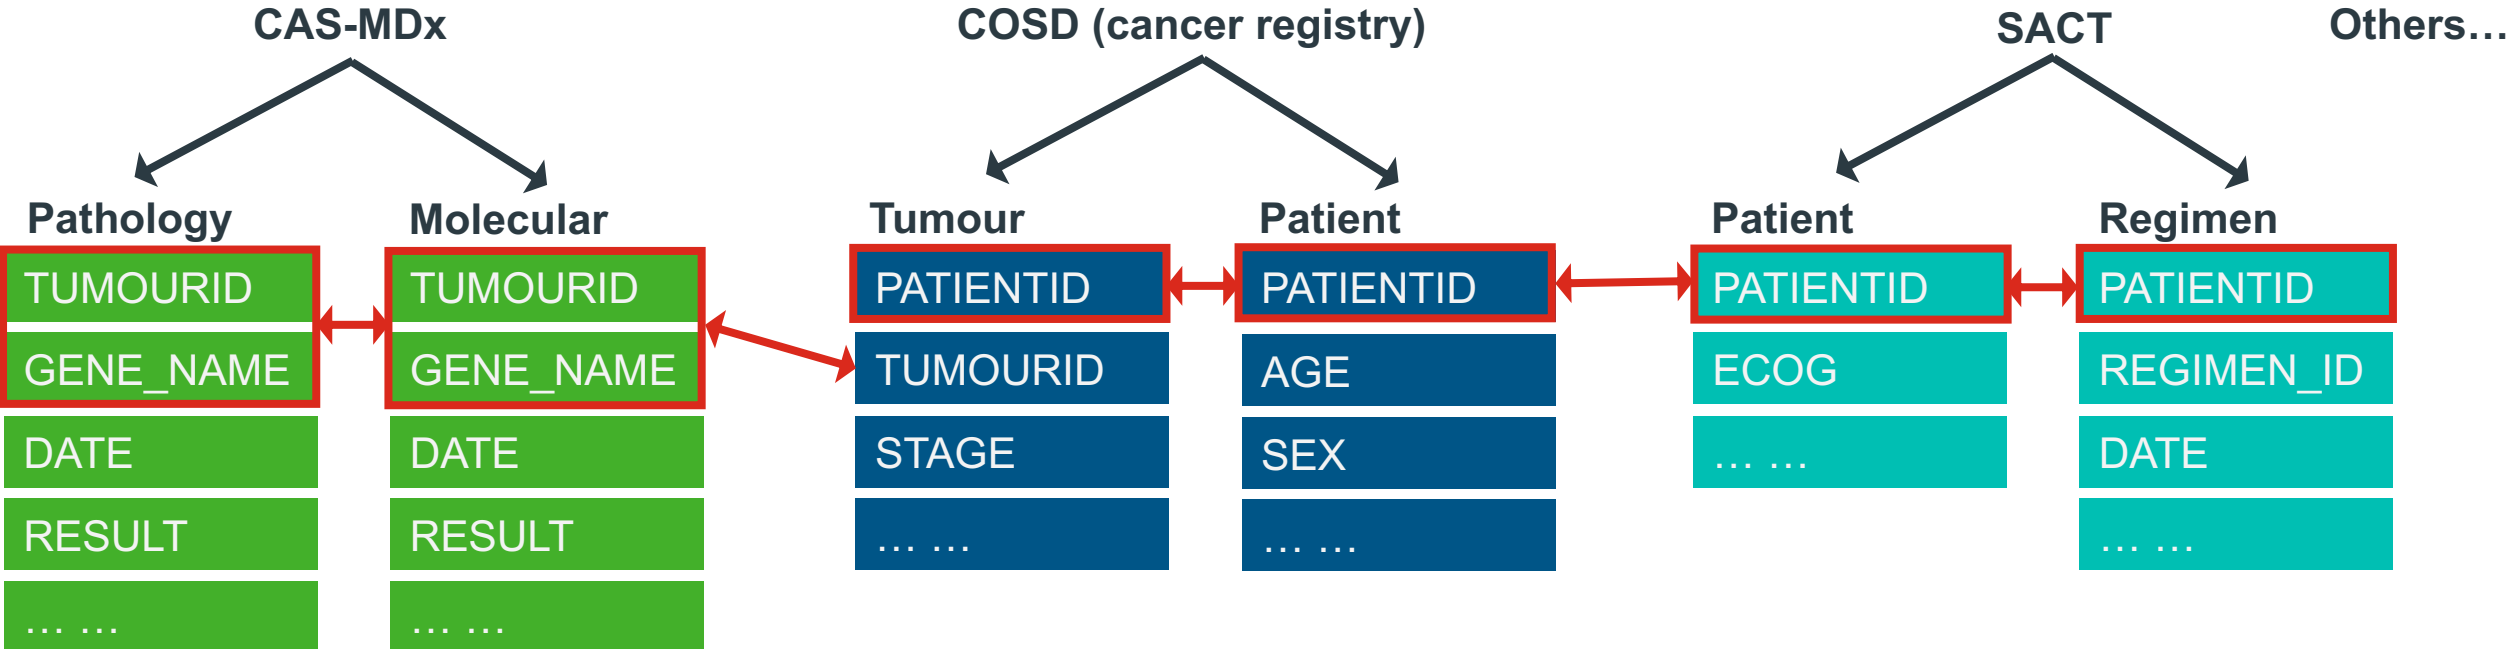 CAS-MDx
COSD (cancer registry)
SACT
Others…
Pathology
TUMOURID
GENE_NAME
DATE
RESULT
… …
Molecular
TUMOURID
GENE_NAME
DATE
RESULT
… …
Tumour
PATIENTID
TUMOURID
STAGE
… …
Patient
PATIENTID
AGE
SEX
… …
Patient
PATIENTID
ECOG
… …
Regimen
PATIENTID
REGIMEN_ID
DATE
… …